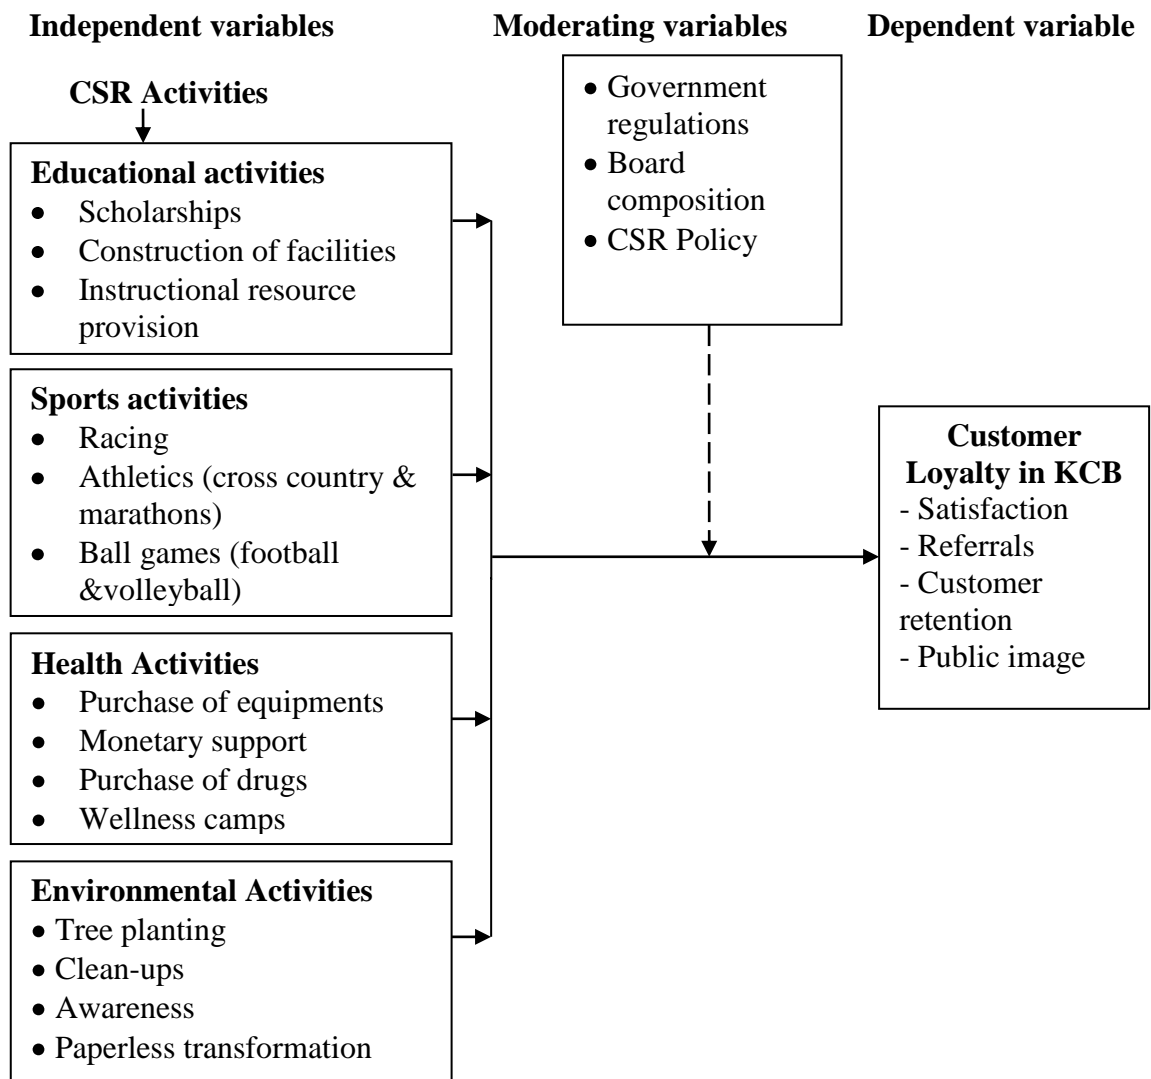 Independent variables
Moderating variables
Dependent variable
CSR Activities
Educational activities
• Scholarships
• Construction of facilities
• Instructional resource
provision
Sports activities
• Racing
• Athletics (cross country &
marathons)
• Ball games (football
&volleyball)
Health Activities
• Purchase of equipments
• Monetary support
• Purchase of drugs
• Wellness camps
Environmental Activities
• Tree planting
• Clean-ups
• Awareness
• Paperless transformation
• Government
regulations
• Board
composition
• CSR Policy
Customer
Loyalty in KCB
- Satisfaction
- Referrals
- Customer
retention
- Public image